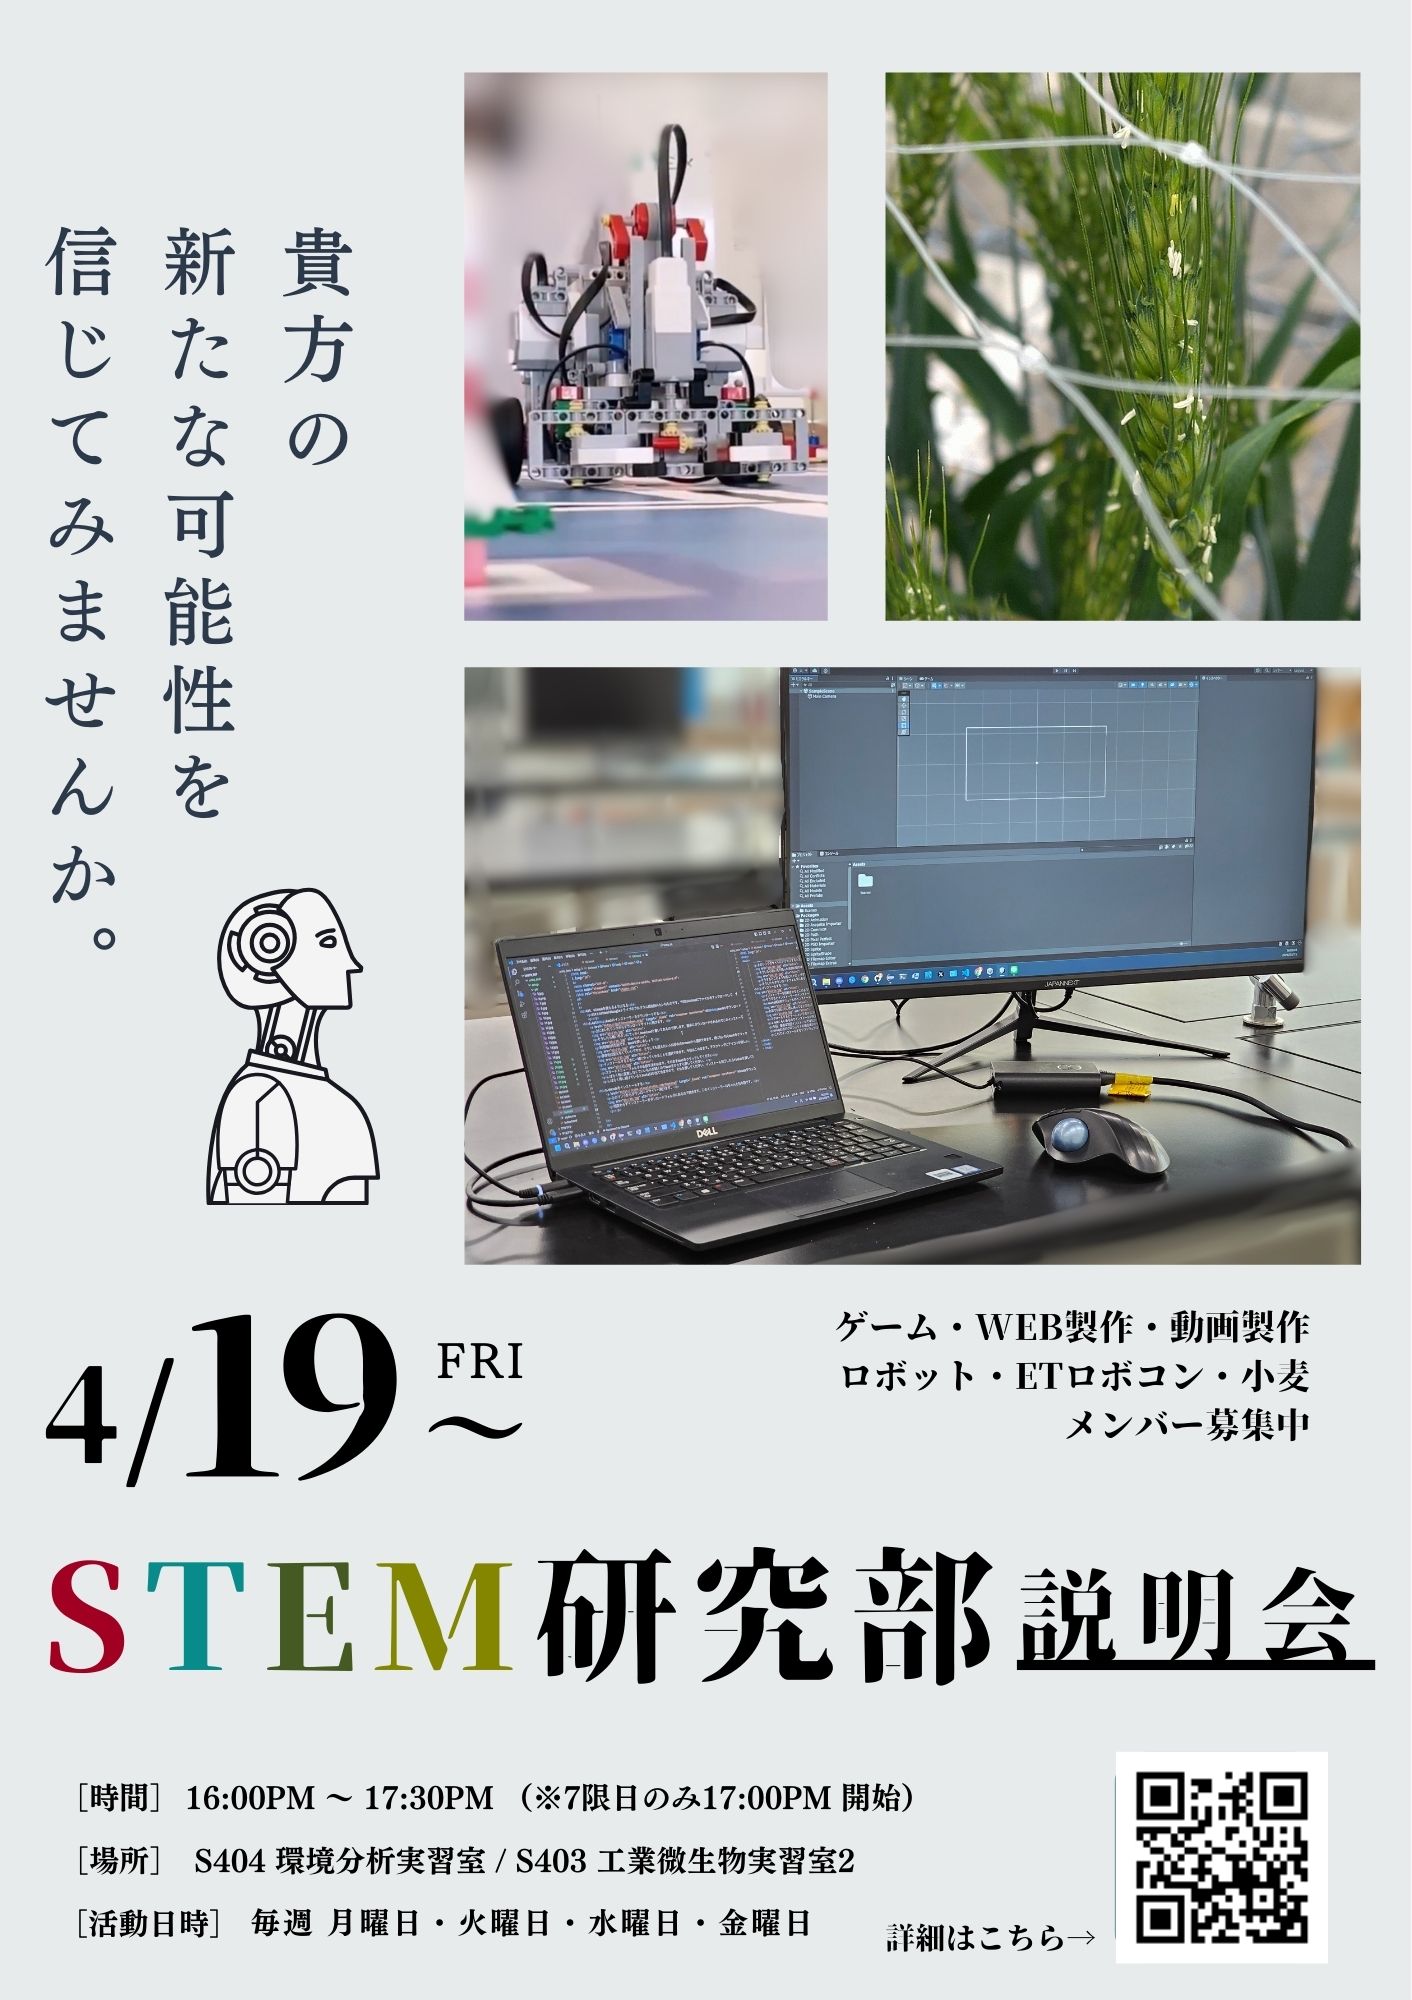 貴方の
新たな可能性を
信じてみませんか。
JAPANNEXT
DELL
4/19 FRI ～
ゲーム・WEB製作・動画製作
ロボット・ETロボコン・小麦
メンバー募集中
STEM研究部説明会
［時間］ 16:00PM ～ 17:30PM （※7限日のみ17:00PM 開始）
［場所］ S404 環境分析実習室 / S403 工業微生物実習室2
［活動日時］ 毎週 月曜日・火曜日・水曜日・金曜日
詳細はこちら→